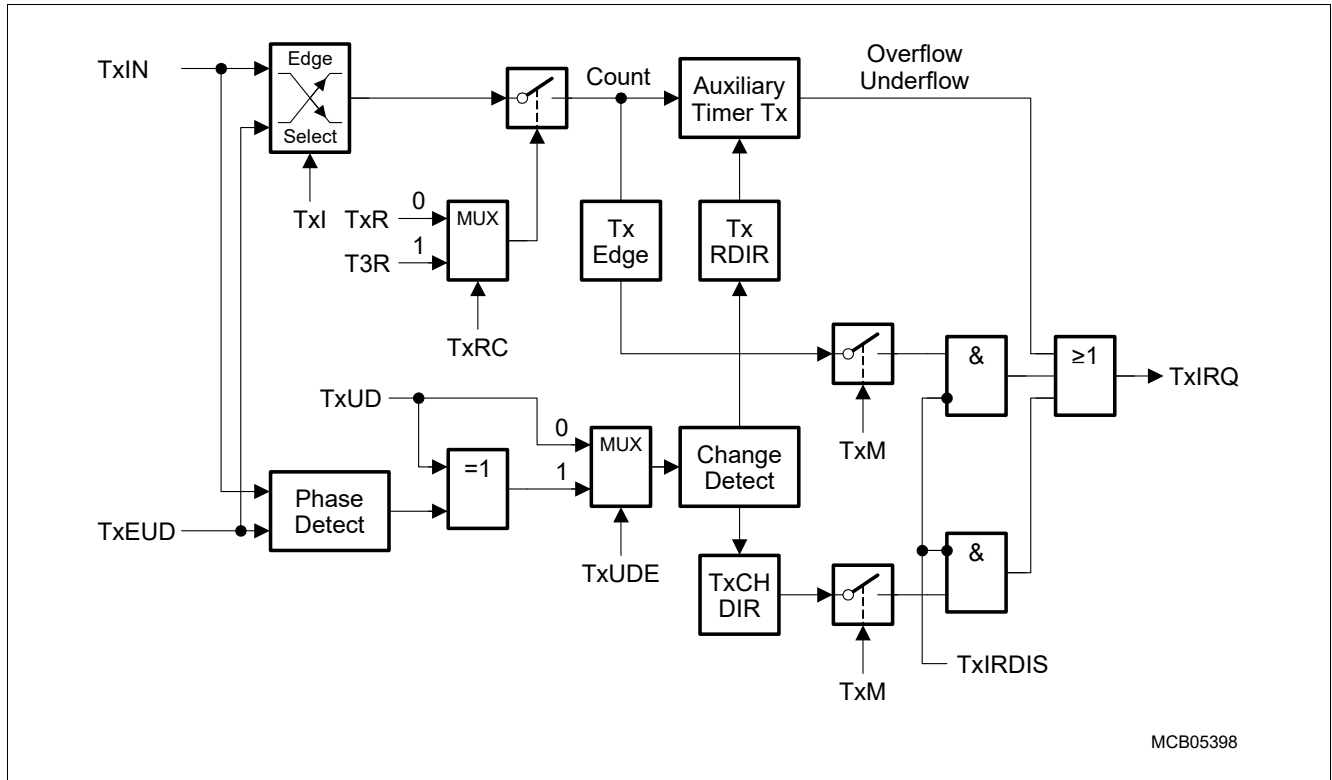 TxIN
Edge
Select
TxI
Count
Auxiliary
Timer Tx
Overflow
Underflow
TxR
0
T3R
1
MUX
TxRC
Tx
Edge
Tx
RDIR
TxM
&
≥1
TxIRQ
TxUD
0
1
MUX
=1
Phase
Detect
TxEUD
TxUDE
Change
Detect
TxCH
DIR
TxM
&
TxIRDIS
MCB05398